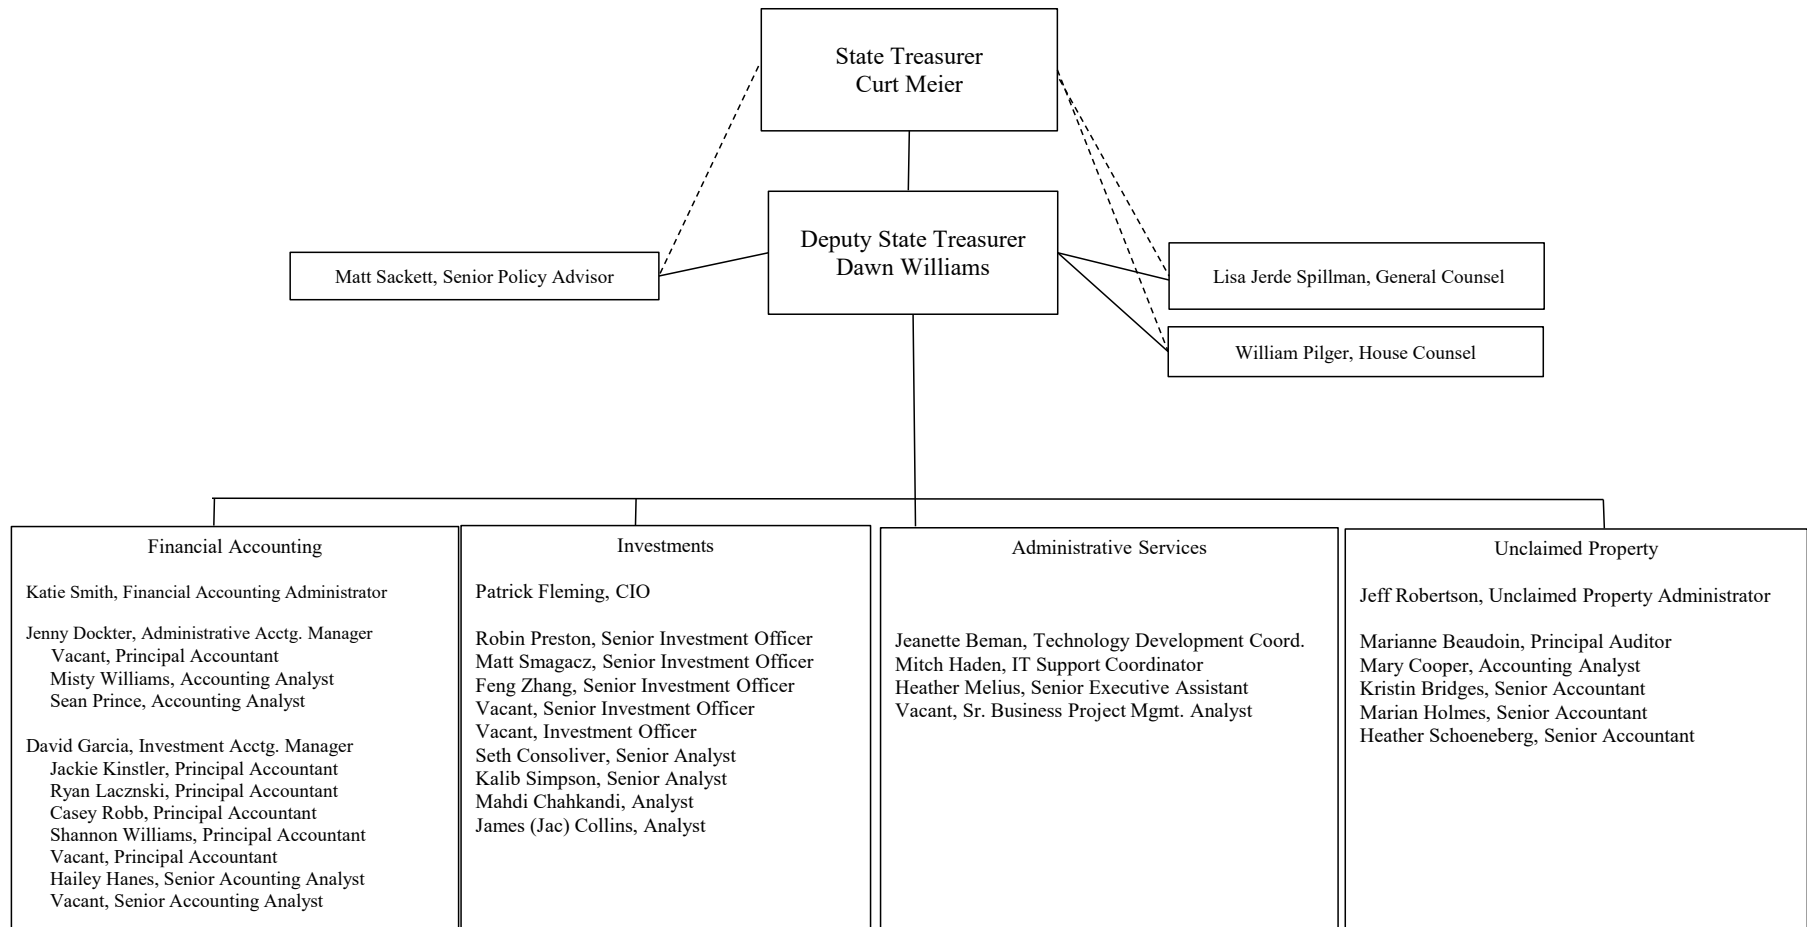 State Treasurer
Curt Meier
Deputy State Treasurer
Dawn Williams
Matt Sackett, Senior Policy Advisor
Lisa Jerde Spillman, General Counsel
William Pilger, House Counsel
Financial Accounting
Katie Smith, Financial Accounting Administrator
Jenny Dockter, Administrative Acctg. Manager
Vacant, Principal Accountant
Misty Williams, Accounting Analyst
Sean Prince, Accounting Analyst
David Garcia, Investment Acctg. Manager
Jackie Kinstler, Principal Accountant
Ryan Lacznski, Principal Accountant
Casey Robb, Principal Accountant
Shannon Williams, Principal Accountant
Vacant, Principal Accountant
Hailey Hanes, Senior Acounting Analyst
Vacant, Senior Accounting Analyst
Investments
Patrick Fleming, CIO
Robin Preston, Senior Investment Officer
Matt Smagacz, Senior Investment Officer
Feng Zhang, Senior Investment Officer
Vacant, Senior Investment Officer
Vacant, Investment Officer
Seth Consoliver, Senior Analyst
Kalib Simpson, Senior Analyst
Mahdi Chahkandi, Analyst
James (Jac) Collins, Analyst
Administrative Services
Jeanette Beman, Technology Development Coord.
Mitch Haden, IT Support Coordinator
Heather Melius, Senior Executive Assistant
Vacant, Sr. Business Project Mgmt. Analyst
Unclaimed Property
Jeff Robertson, Unclaimed Property Administrator
Marianne Beaudoin, Principal Auditor
Mary Cooper, Accounting Analyst
Kristin Bridges, Senior Accountant
Marian Holmes, Senior Accountant
Heather Schoeneberg, Senior Accountant